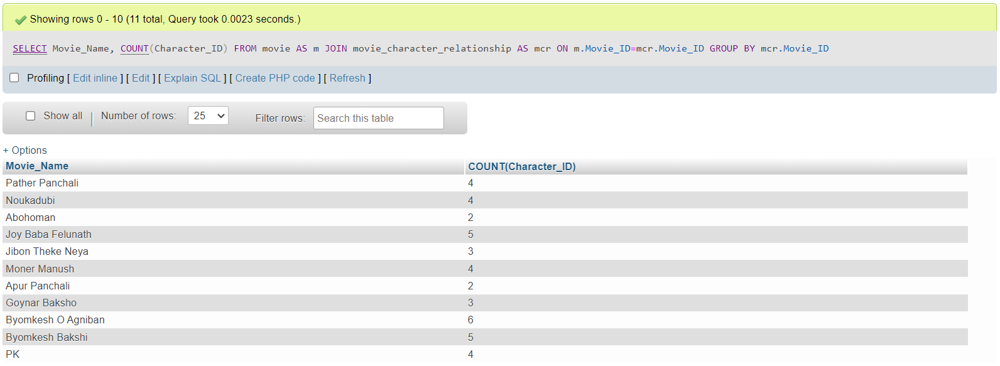 Showing rows 0 - 10 (11 total, Query took 0.0023 seconds.)
SELECT Movie_Name, COUNT(Character_ID) FROM movie AS m JOIN movie_character_relationship AS mcr ON m.Movie_ID=mcr.Movie_ID GROUP BY mcr.Movie_ID
Profiling [ Edit inline ] [ Edit ] [ Explain SQL ] [ Create PHP code ] [ Refresh ]
Show all | Number of rows: 25 Filter rows: Search this table
+ Options
Movie_Name COUNT(Character_ID)
Pather Panchali 4
Noukadubi 4
Abohoman 2
Joy Baba Felunath 5
Jibon Theke Neya 3
Moner Manush 4
Apur Panchali 2
Goynar Baksho 3
Byomkesh O Agniban 6
Byomkesh Bakshi 5
PK 4